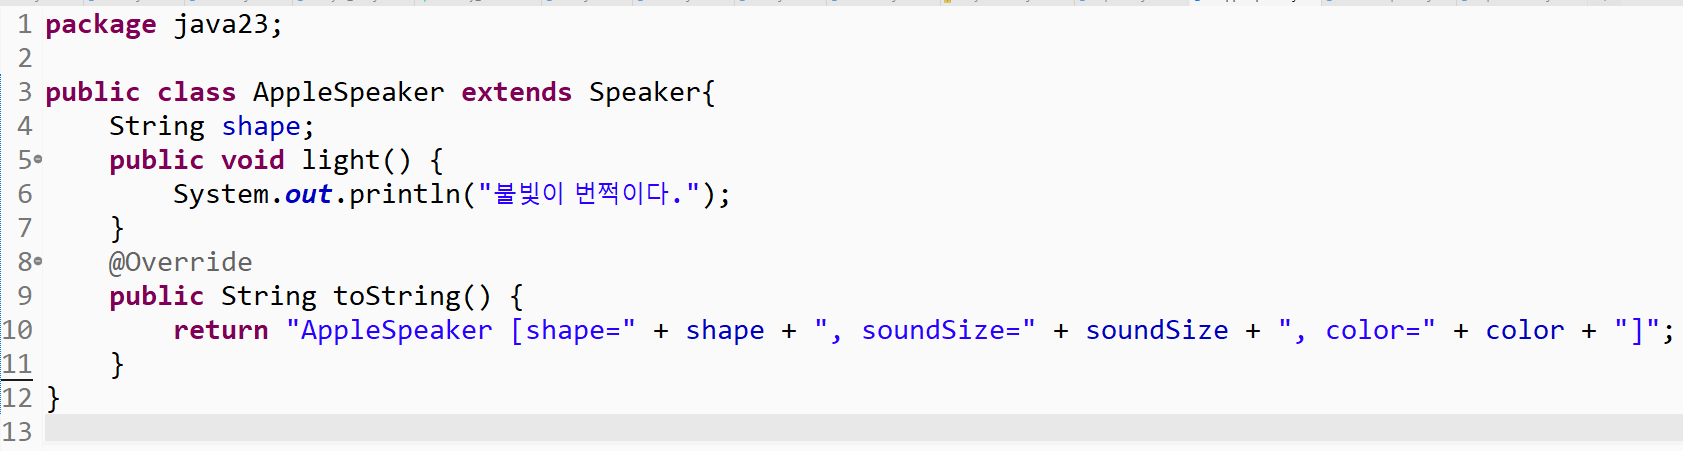 1 package java23;
2
3 public class AppleSpeaker extends Speaker{
4     String shape;
5     public void light() {
6         System.out.println("불빛이 번쩍이다.");
7     }
8     @Override
9     public String toString() {
10         return "AppleSpeaker [shape=" + shape + ", soundSize=" + soundSize + ", color=" + color + "]";
11     }
12 }
13